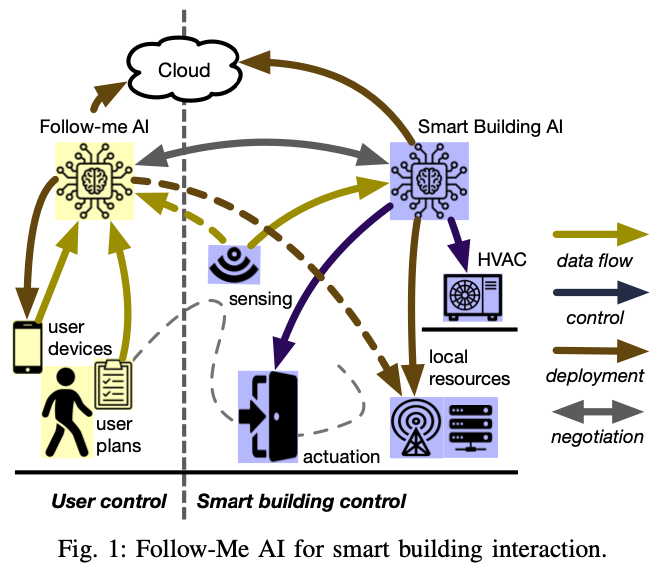 Cloud
Follow-me AI
Smart Building AI
HVAC
sensing
user
devices
user
plans
local
resources
actuation
data flow
control
deployment
negotiation
User control
Smart building control
Fig. 1: Follow-Me AI for smart building interaction.